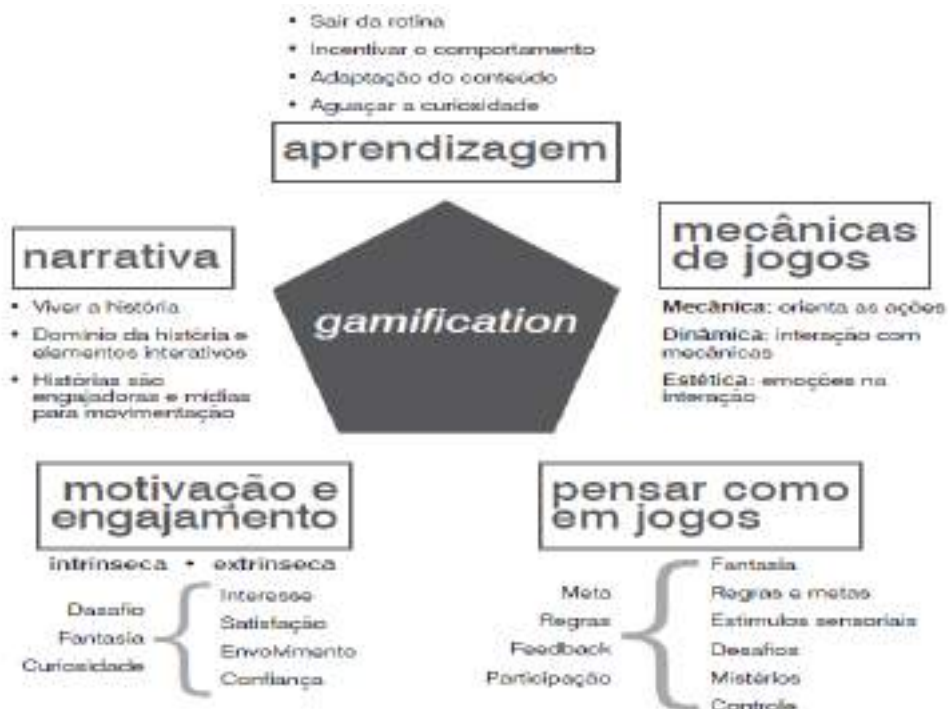 • Sair da rotina
• Incentivar o comportamento
• Adaptação do conteúdo
• Aguaçar a curiosidade
aprendizagem
narrativa
• Viver a história
• Domínio da história e
elementos interativos
• Histórias são
engajadoras e mídias
para movimentação
gamification
mecânicas
de jogos
Mecânica: orienta as ações
Dinâmica: interação com
mecânicas
Estética: emoções na
interação
motivação e
engajamento
intrínseca • extrínseca
Dasafio
Fantasia
Curiosidade
Interesse
Satisfação
Envolvimento
Confiança
pensar como
em jogos
Meta
Regras
Feedback
Participação
Fantasia
Regras e metas
Estímulos sensoriais
Desafios
Mistérios
Controle